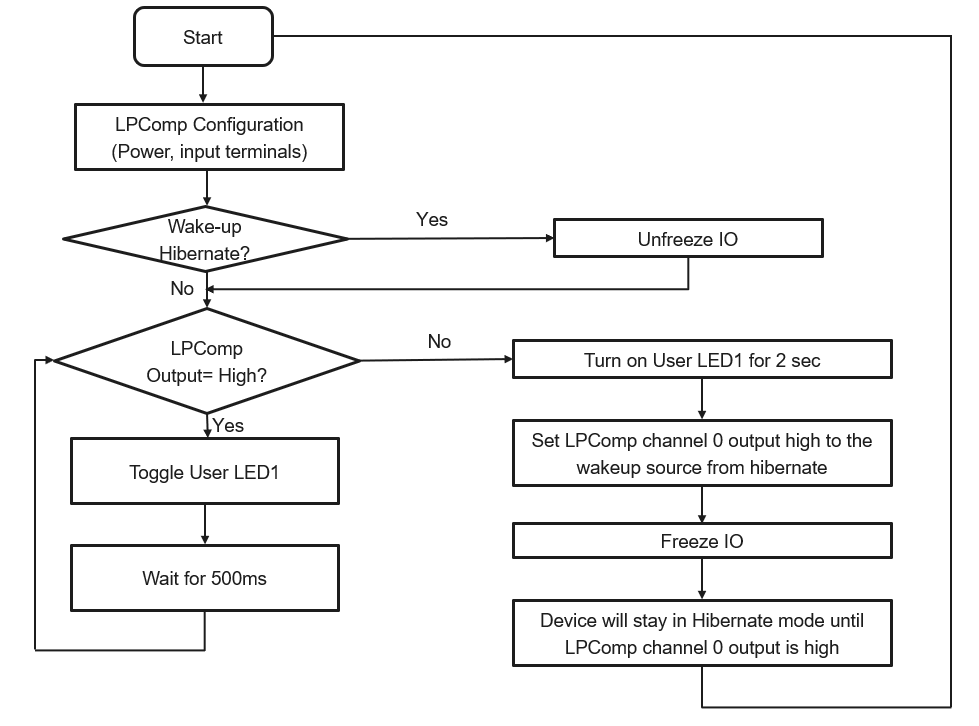 Start
LPComp Configuration
(Power, input terminals)
Wake-up
Hibernate?
Yes
Unfreeze IO
No
LPComp
Output= High?
No
Turn on User LED1 for 2 sec
Yes
Set LPComp channel 0 output high to the
wakeup source from hibernate
Toggle User LED1
Freeze IO
Wait for 500ms
Device will stay in Hibernate mode until
LPComp channel 0 output is high